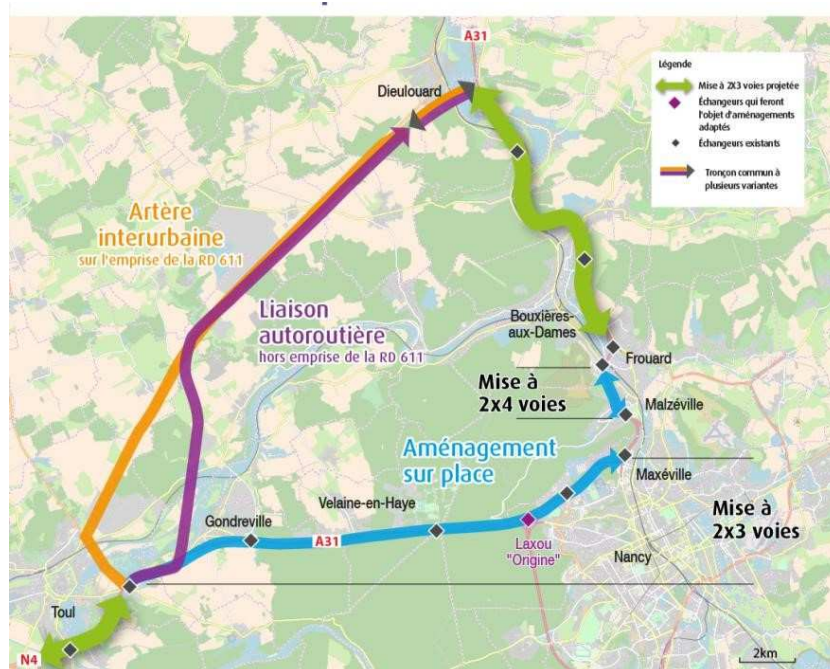 A31
Dieulouard
Légende
Mise à 2X3 voies projetée
Échangeurs qui feront
l'objet d'aménagements
adaptés
Échangeurs existants
Tronçon commun à
plusieurs variantes
Artère
interurbaine
sur l'emprise de la RD 611
Liaison
autoroutière
hors emprise de la RD 611
Bouxières-
aux-Dames
Frouard
Mise à
2x4 voies
Malzéville
Aménagement
sur place
Maxéville
Velaine-en-Haye
Gondreville
Mise à
2x3 voies
A31
Laxou
"Origine"
Nancy
Toul
N4
2km